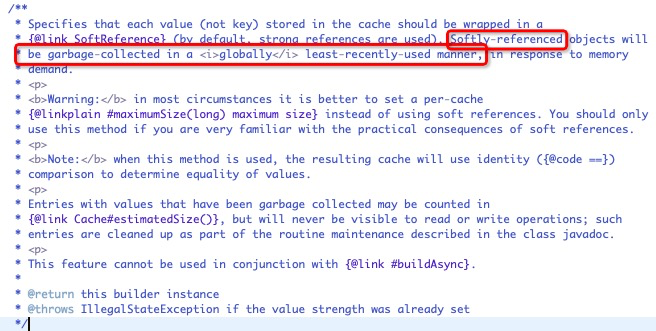 /**
* Specifies that each value (not key) stored in the cache should be wrapped in a
* {@link SoftReference} (by default, strong references are used). Softly-referenced objects will
* be garbage-collected in a <i>globally</i> least-recently-used manner, in response to memory
* demand.
* <p>
* <b>Warning:</b> in most circumstances it is better to set a per-cache
* {@linkplain #maximumSize(long) maximum size} instead of using soft references. You should only
* use this method if you are very familiar with the practical consequences of soft references.
* <p>
* <b>Note:</b> when this method is used, the resulting cache will use identity ({@code ==})
* comparison to determine equality of values.
* <p>
* Entries with values that have been garbage collected may be counted in
* {@link Cache#estimatedSize()}, but will never be visible to read or write operations; such
* entries are cleaned up as part of the routine maintenance described in the class javadoc.
* <p>
* This feature cannot be used in conjunction with {@link #buildAsync}.
*
* @return this builder instance
* @throws IllegalStateException if the value strength was already set
*/